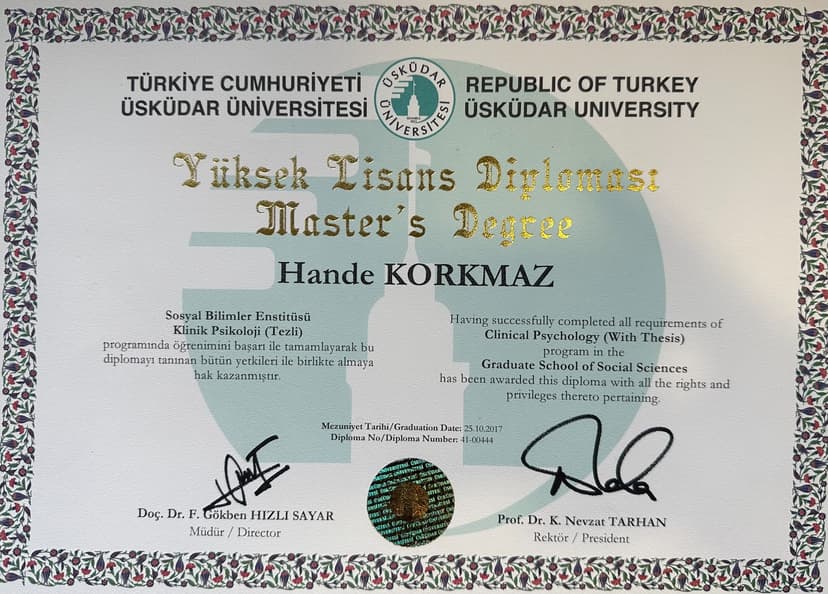 TÜRKİYE CUMHURİYETİ
ÜSKÜDAR ÜNİVERSİTESİ
ÜSKÜDAR ÜNİVERSİTESİ
REPUBLIC OF TURKEY
ÜSKÜDAR UNIVERSITY
Yüksek Lisans Diploması
Master's Degree
Hande KORKMAZ
Sosyal Bilimler Enstitüsü
Klinik Psikoloji (Tezli)
programında öğrenimini başarı ile tamamlayarak bu
diplomayı tanınan bütün yetkileri ile birlikte almaya
hak kazanmıştır.
Having successfully completed all requirements of
Clinical Psychology (With Thesis)
program in the
Graduate School of Social Sciences
has been awarded this diploma with all the rights and
privileges thereto pertaining.
Mezuniyet Tarihi/Graduation Date: 25.10.2017
Diploma No/Diploma Number: 41-00444
Doç. Dr. F. Gökben HIZLI SAYAR
Müdür / Director
Prof. Dr. K. Nevzat TARHAN
Rektör / President